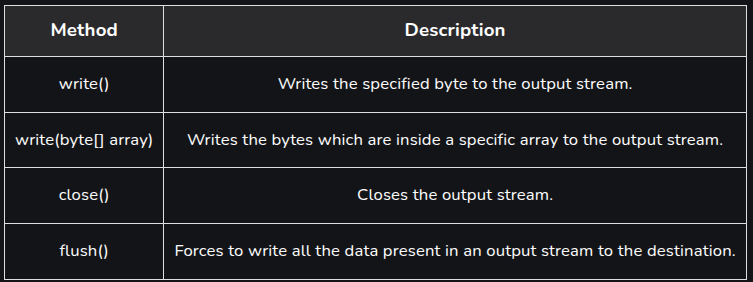 Method Description
write() Writes the specified byte to the output stream.
write(byte[] array) Writes the bytes which are inside a specific array to the output stream.
close() Closes the output stream.
flush() Forces to write all the data present in an output stream to the destination.